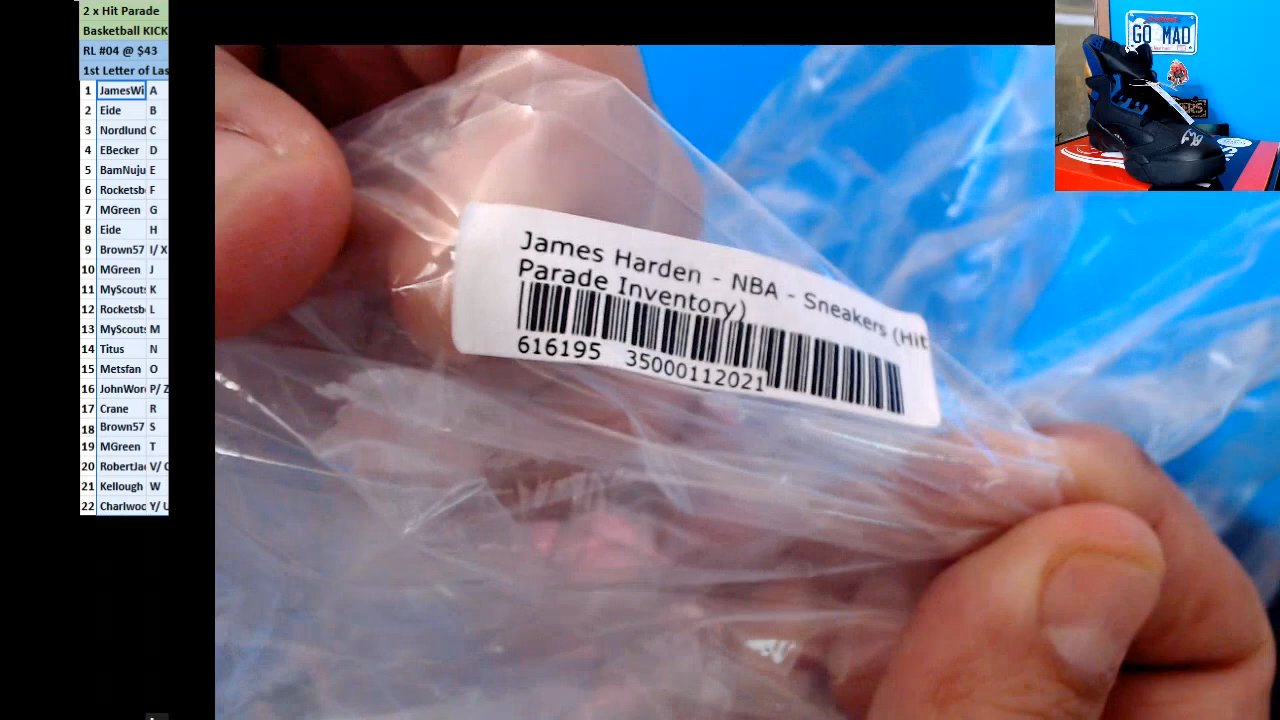 2 x Hit Parade
Basketball KICK
RL #04 @ $43
1st Letter of Las
1 JamesWi A
2 Eide B
3 Nordlund C
4 EBecker D
5 BamNuju E
6 Rocketsb F
7 MGreen G
8 Eide H
9 Brown57 I/ X
10 MGreen J
11 MyScouts K
12 Rocketsb L
13 MyScouts M
14 Titus N
15 Metsfan O
16 JohnWor P/ Z
17 Crane R
18 Brown57 S
19 MGreen T
20 RobertJa V/
21 Kellough W
22 Charlwoo Y/ U
James Harden - NBA - Sneakers (Hit
Parade Inventory)
616195 35000112021
GO MAD